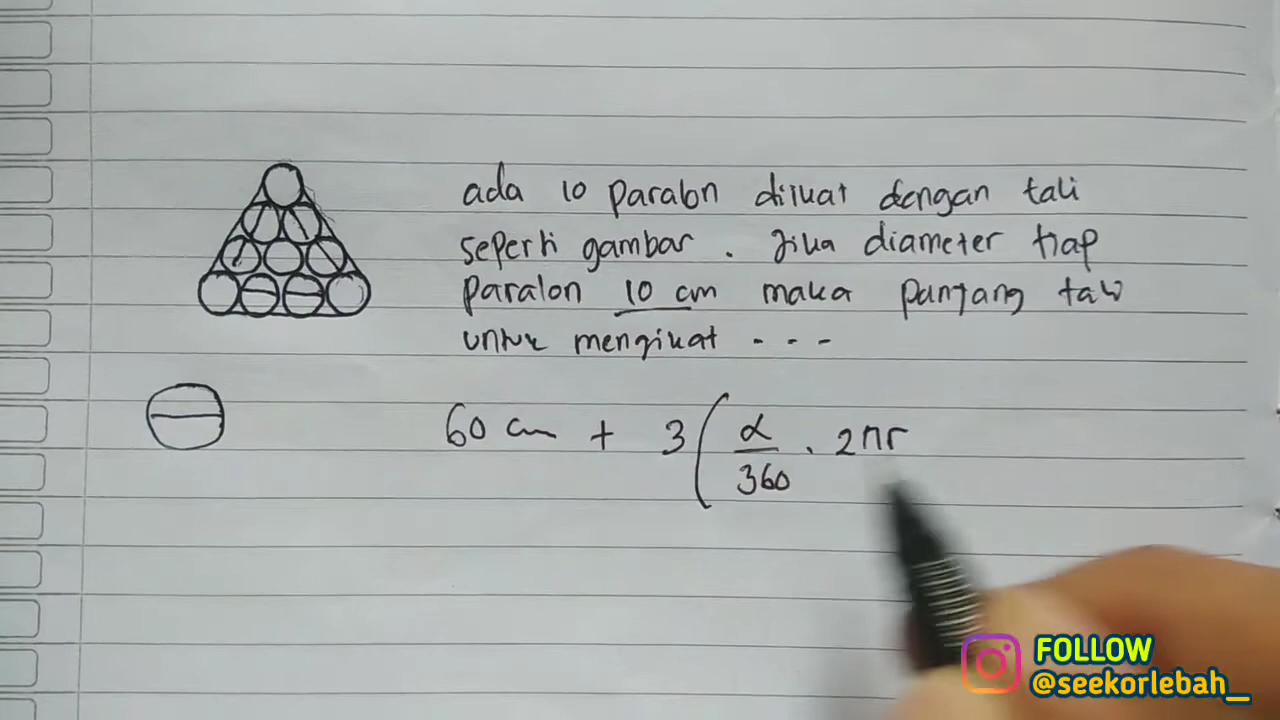 ada 10 paralon diikat dengan tali
seperti gambar . Jika diameter tiap
paralon 10 cm maka panjang tali
untuk mengikat - - -
60 cm + 3 ( α/360 . 2πr
FOLLOW
@seekorlebah_